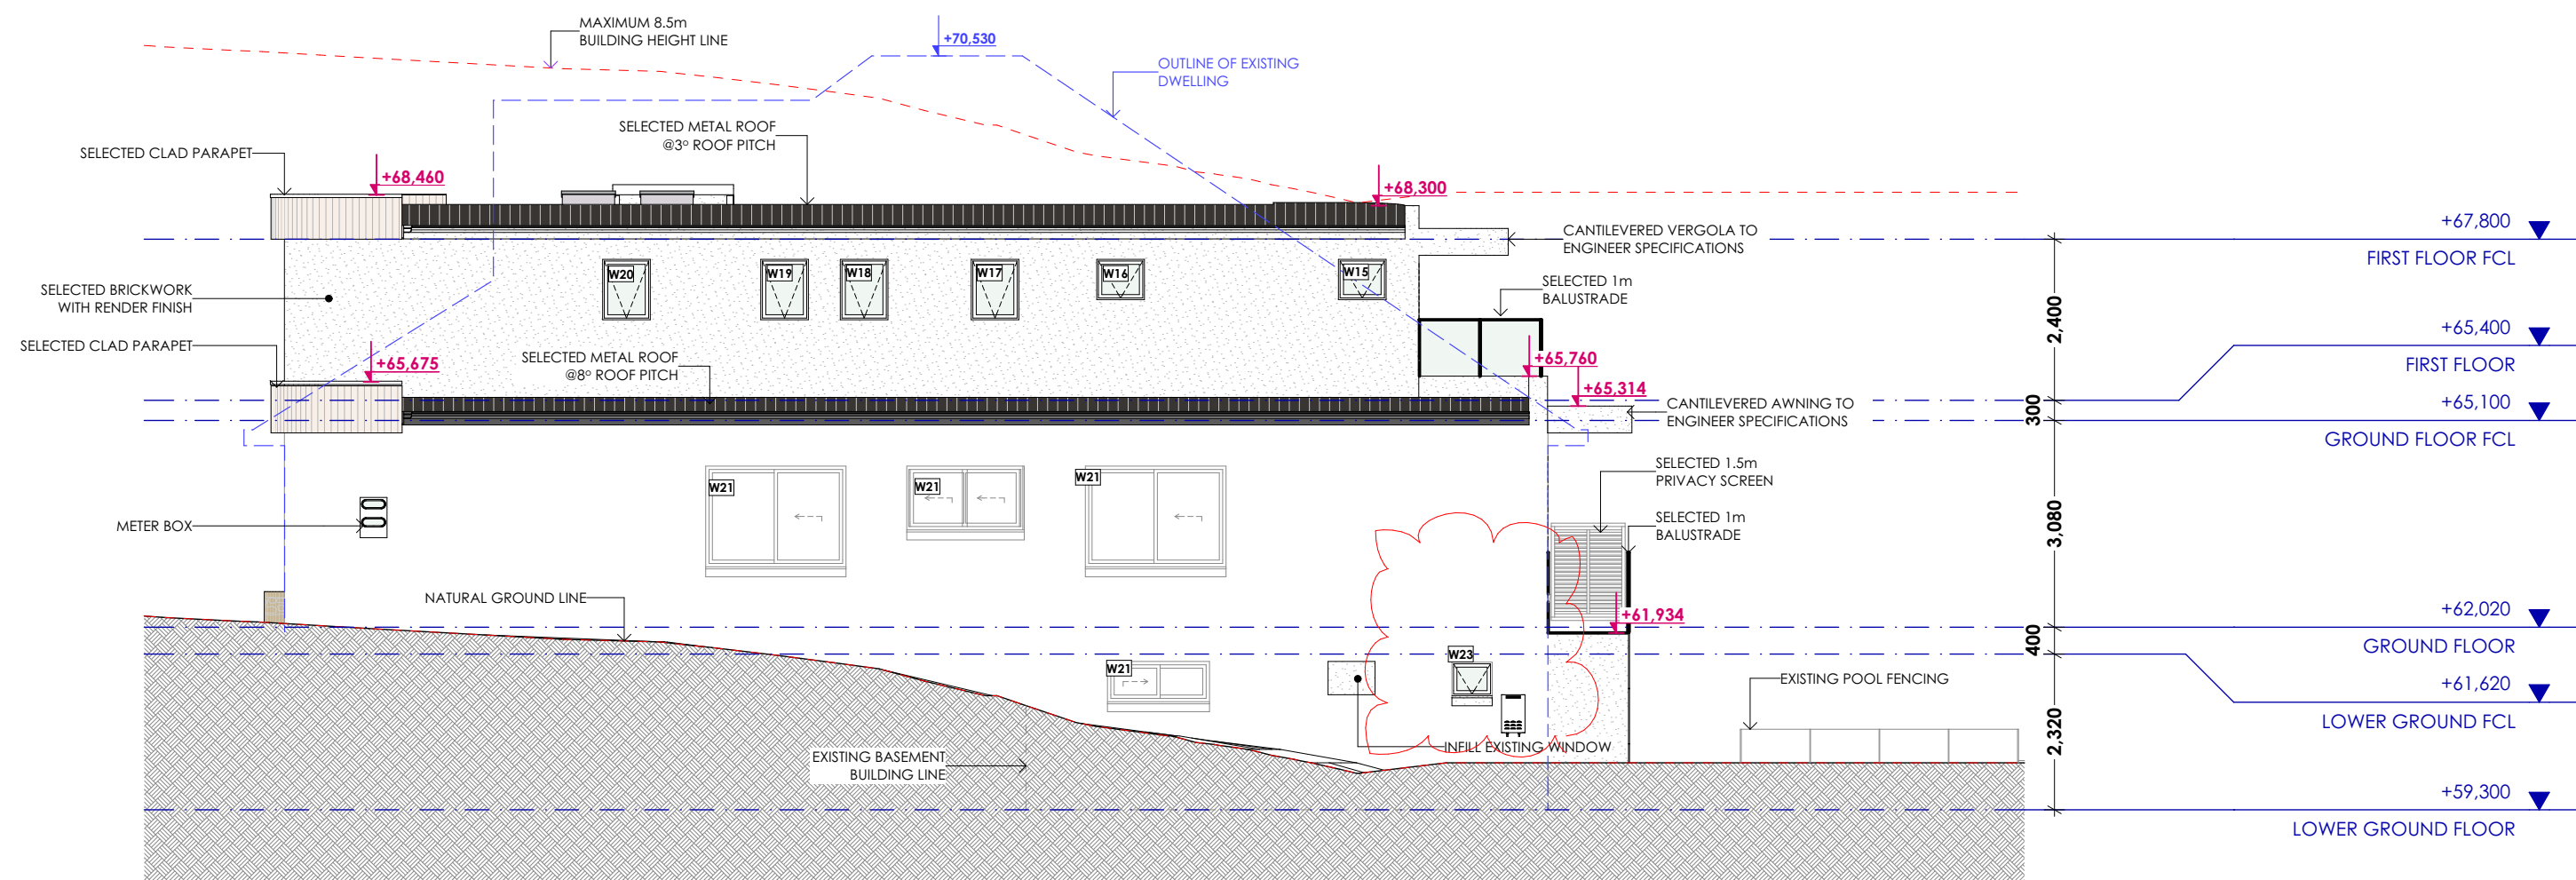 MAXIMUM 8.5m
BUILDING HEIGHT LINE
+70,530
OUTLINE OF EXISTING
DWELLING
SELECTED METAL ROOF
@3° ROOF PITCH
SELECTED CLAD PARAPET
+68,460
+68,300
CANTILEVERED VERGOLA TO
ENGINEER SPECIFICATIONS
+67,800
FIRST FLOOR FCL
W20
W19
W18
W17
W16
W15
SELECTED BRICKWORK
WITH RENDER FINISH
SELECTED 1m
BALUSTRADE
2,400
+65,400
FIRST FLOOR
SELECTED CLAD PARAPET
+65,675
SELECTED METAL ROOF
@8° ROOF PITCH
+65,760
+65,314
CANTILEVERED AWNING TO
ENGINEER SPECIFICATIONS
300
+65,100
GROUND FLOOR FCL
W21
W21
W21
SELECTED 1.5m
PRIVACY SCREEN
METER BOX
SELECTED 1m
BALUSTRADE
3,080
NATURAL GROUND LINE
+61,934
+62,020
GROUND FLOOR
400
W21
W23
EXISTING POOL FENCING
+61,620
LOWER GROUND FCL
INFILL EXISTING WINDOW
EXISTING BASEMENT
BUILDING LINE
2,320
+59,300
LOWER GROUND FLOOR